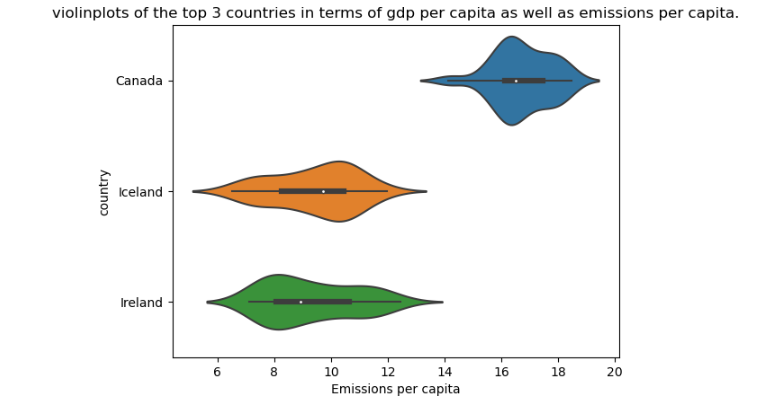 violinplots of the top 3 countries in terms of gdp per capita as well as emissions per capita.
Canada
Iceland
Ireland
country
6 8 10 12 14 16 18 20
Emissions per capita